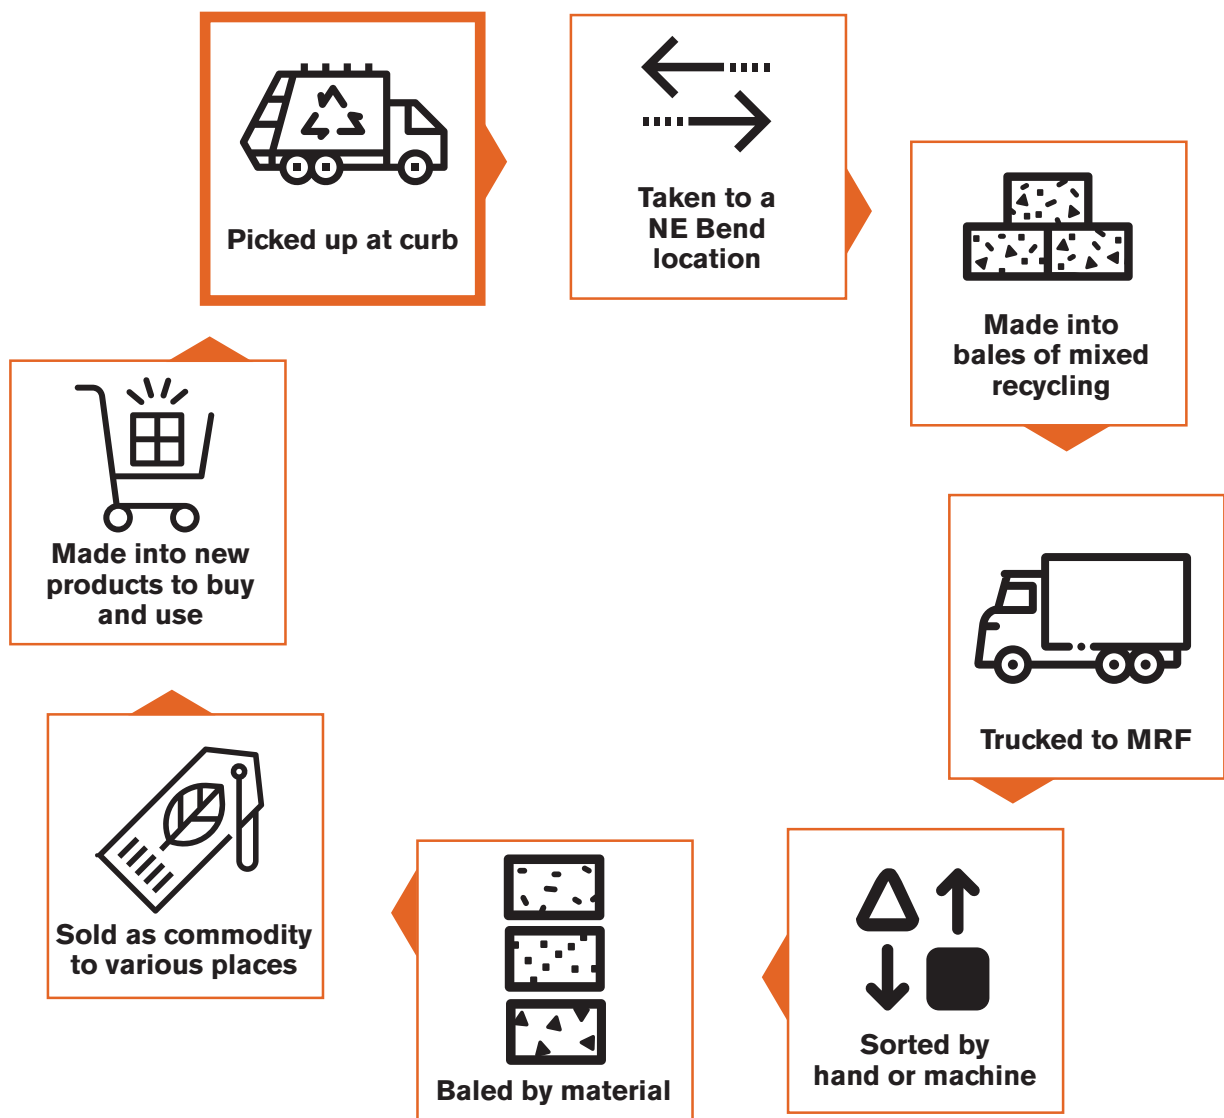 Picked up at curb
Taken to a
NE Bend
location
Made into
bales of mixed
recycling
Trucked to MRF
Sorted by
hand or machine
Baled by material
Sold as commodity
to various places
Made into new
products to buy
and use